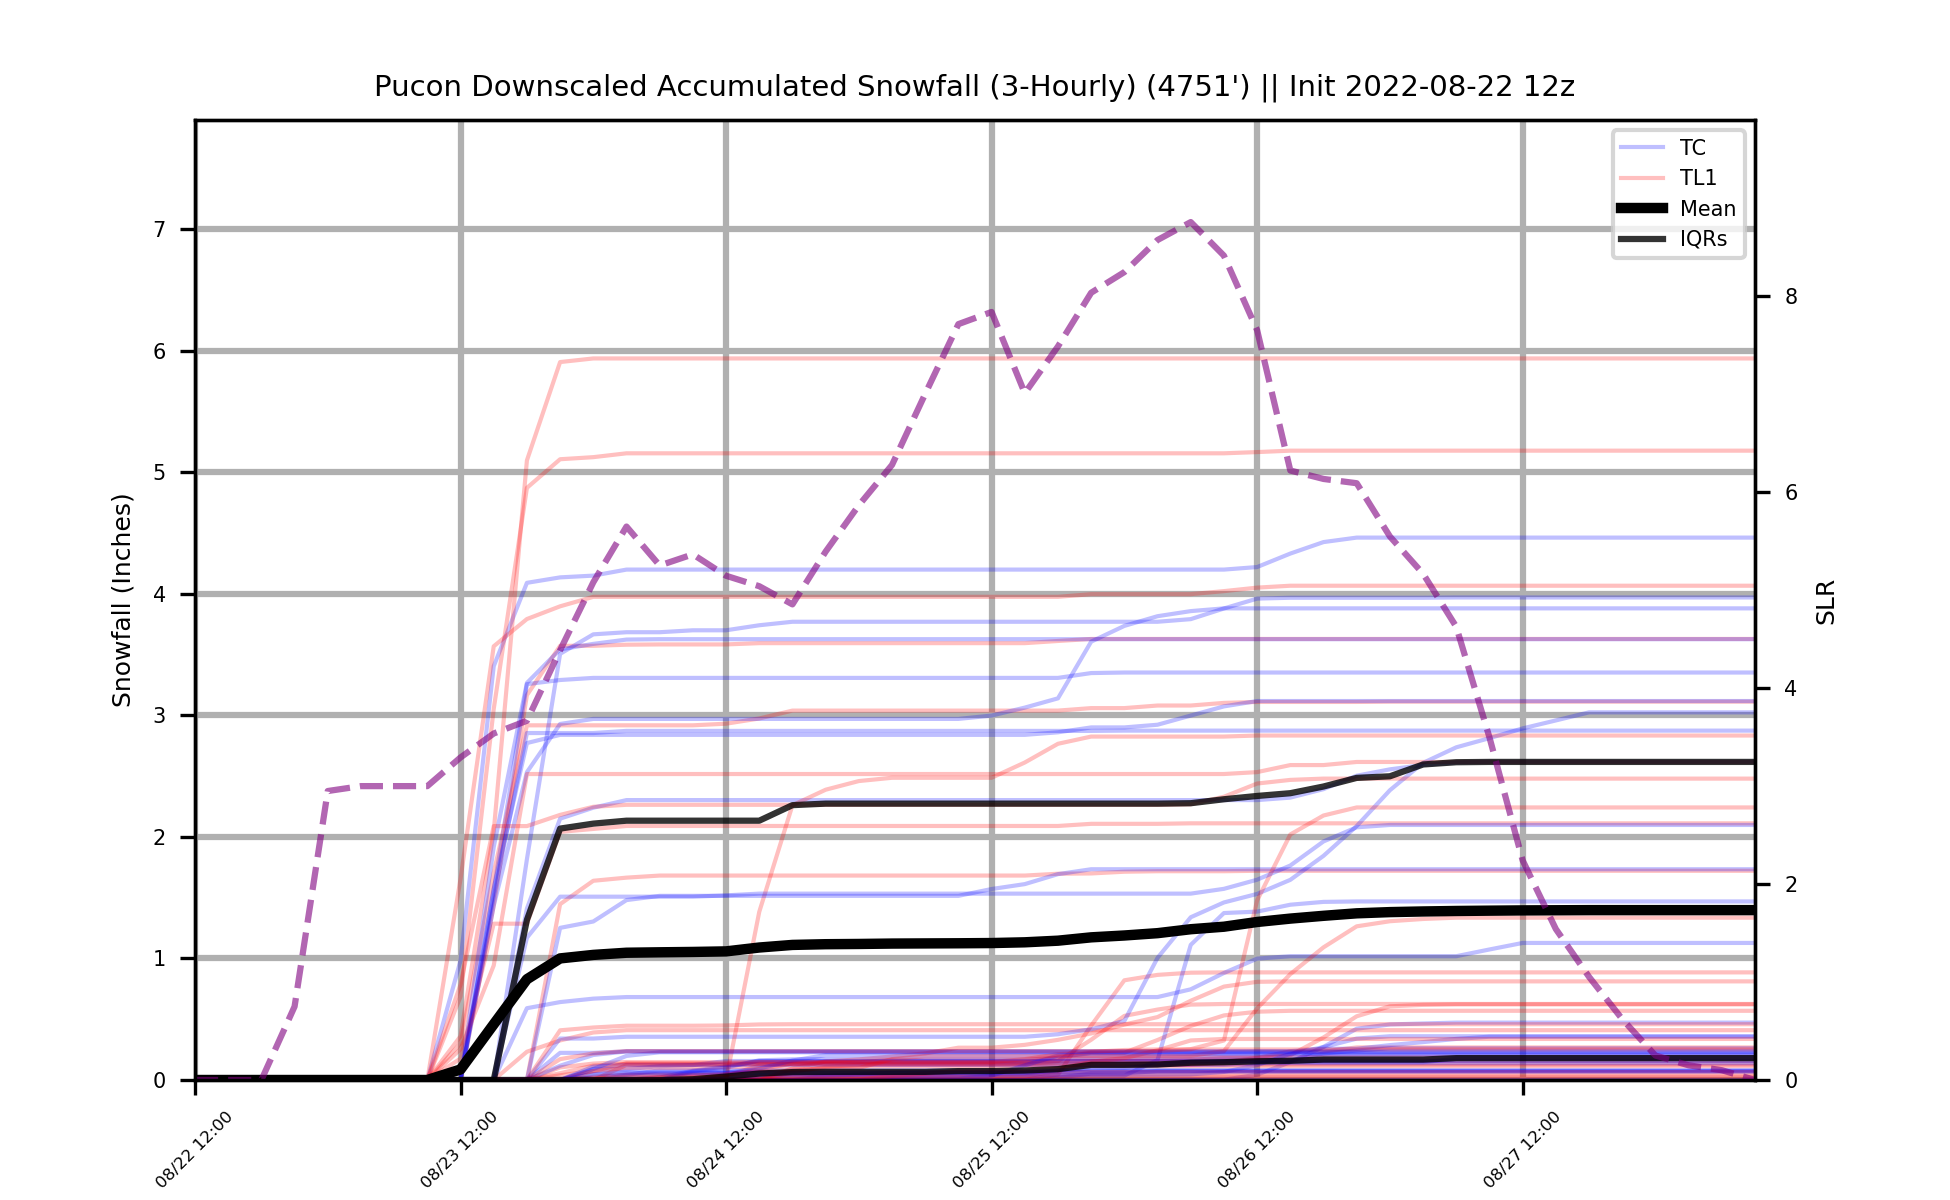 Pucon Downscaled Accumulated Snowfall (3-Hourly) (4751') || Init 2022-08-22 12z
TC
TL1
Mean
IQRs
Snowfall (Inches)
7
6
5
4
3
2
1
0
SLR
8
6
4
2
0
08/22 12:00
08/23 12:00
08/24 12:00
08/25 12:00
08/26 12:00
08/27 12:00